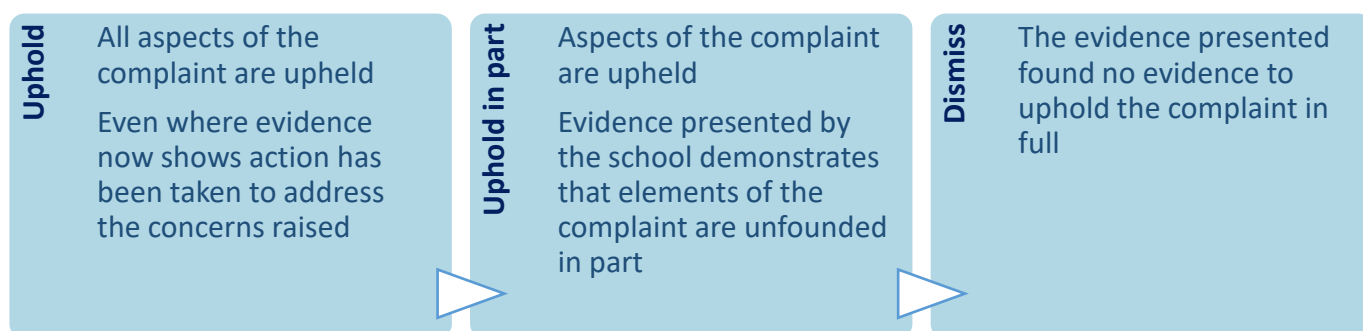 Uphold
All aspects of the
complaint are upheld
Even where evidence
now shows action has
been taken to address
the concerns raised
Uphold in part
Aspects of the complaint
are upheld
Evidence presented by
the school demonstrates
that elements of the
complaint are unfounded
in part
Dismiss
The evidence presented
found no evidence to
uphold the complaint in
full